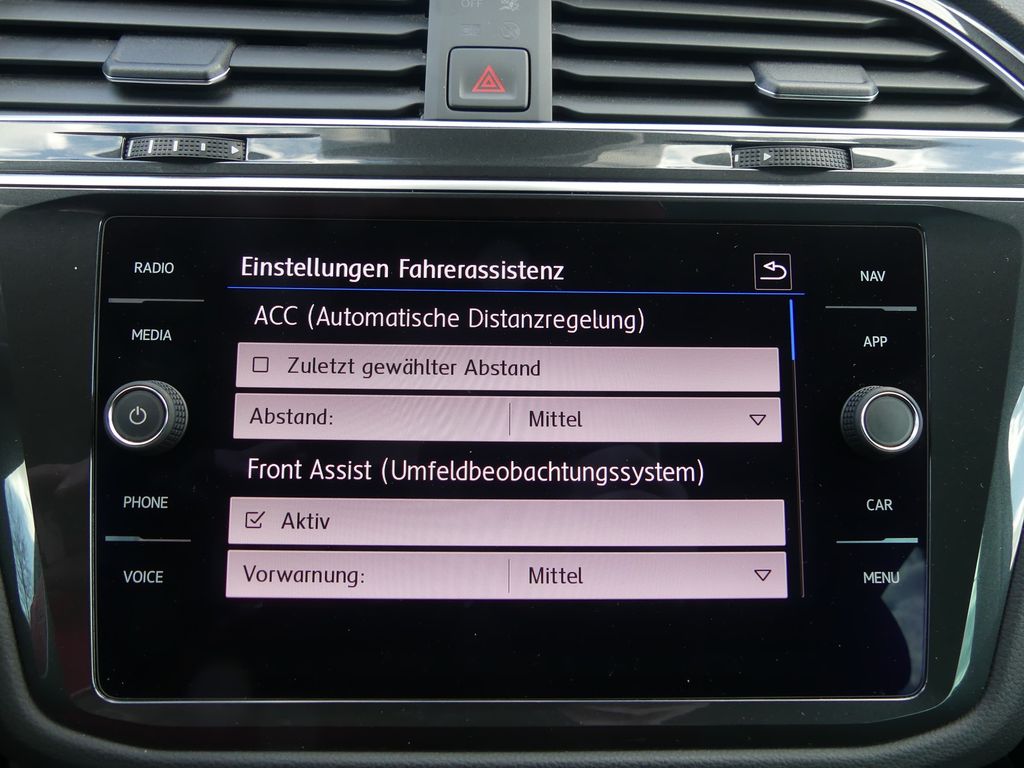 OFF
RADIO
MEDIA
PHONE
VOICE
Einstellungen Fahrerassistenz
ACC (Automatische Distanzregelung)
Zuletzt gewählter Abstand
Abstand: Mittel
Front Assist (Umfeldbeobachtungssystem)
Aktiv
Vorwarnung: Mittel
NAV
APP
CAR
MENU